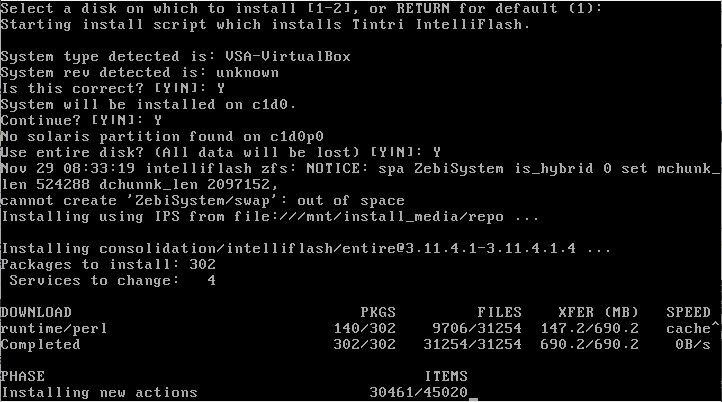 Select a disk on which to install [1-2], or RETURN for default (1):
Starting install script which installs Tintri IntelliFlash.
System type detected is: VSA-VirtualBox
System rev detected is: unknown
Is this correct? [Y|N]: Y
System will be installed on c1d0.
Continue? [Y|N]: Y
No solaris partition found on c1d0p0
Use entire disk? (All data will be lost) [Y|N]: Y
Nov 29 08:33:19 intelliflash zfs: NOTICE: spa ZebiSystem is_hybrid 0 set mchunk_
len 524288 dchunnk_len 2097152,
cannot create 'ZebiSystem/swap': out of space
Installing using IPS from file:///mnt/install_media/repo ...
Installing consolidation/intelliflash/entire@3.11.4.1-3.11.4.1.4 ...
Packages to install: 302
Services to change: 4
DOWNLOAD PKGS FILES XFER (MB) SPEED
runtime/perl 140/302 9706/31254 147.2/690.2 cache^
Completed 302/302 31254/31254 690.2/690.2 0B/s
PHASE ITEMS
Installing new actions 30461/45020_